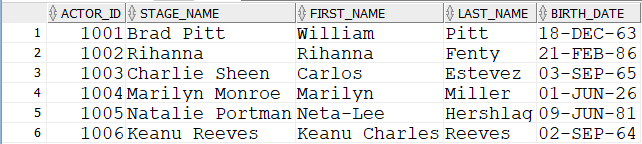 ACTOR_ID STAGE_NAME FIRST_NAME LAST_NAME BIRTH_DATE
1 1001 Brad Pitt William Pitt 18-DEC-63
2 1002 Rihanna Rihanna Fenty 21-FEB-86
3 1003 Charlie Sheen Carlos Estevez 03-SEP-65
4 1004 Marilyn Monroe Marilyn Miller 01-JUN-26
5 1005 Natalie Portman Neta-Lee Hershlag 09-JUN-81
6 1006 Keanu Reeves Keanu Charles Reeves 02-SEP-64